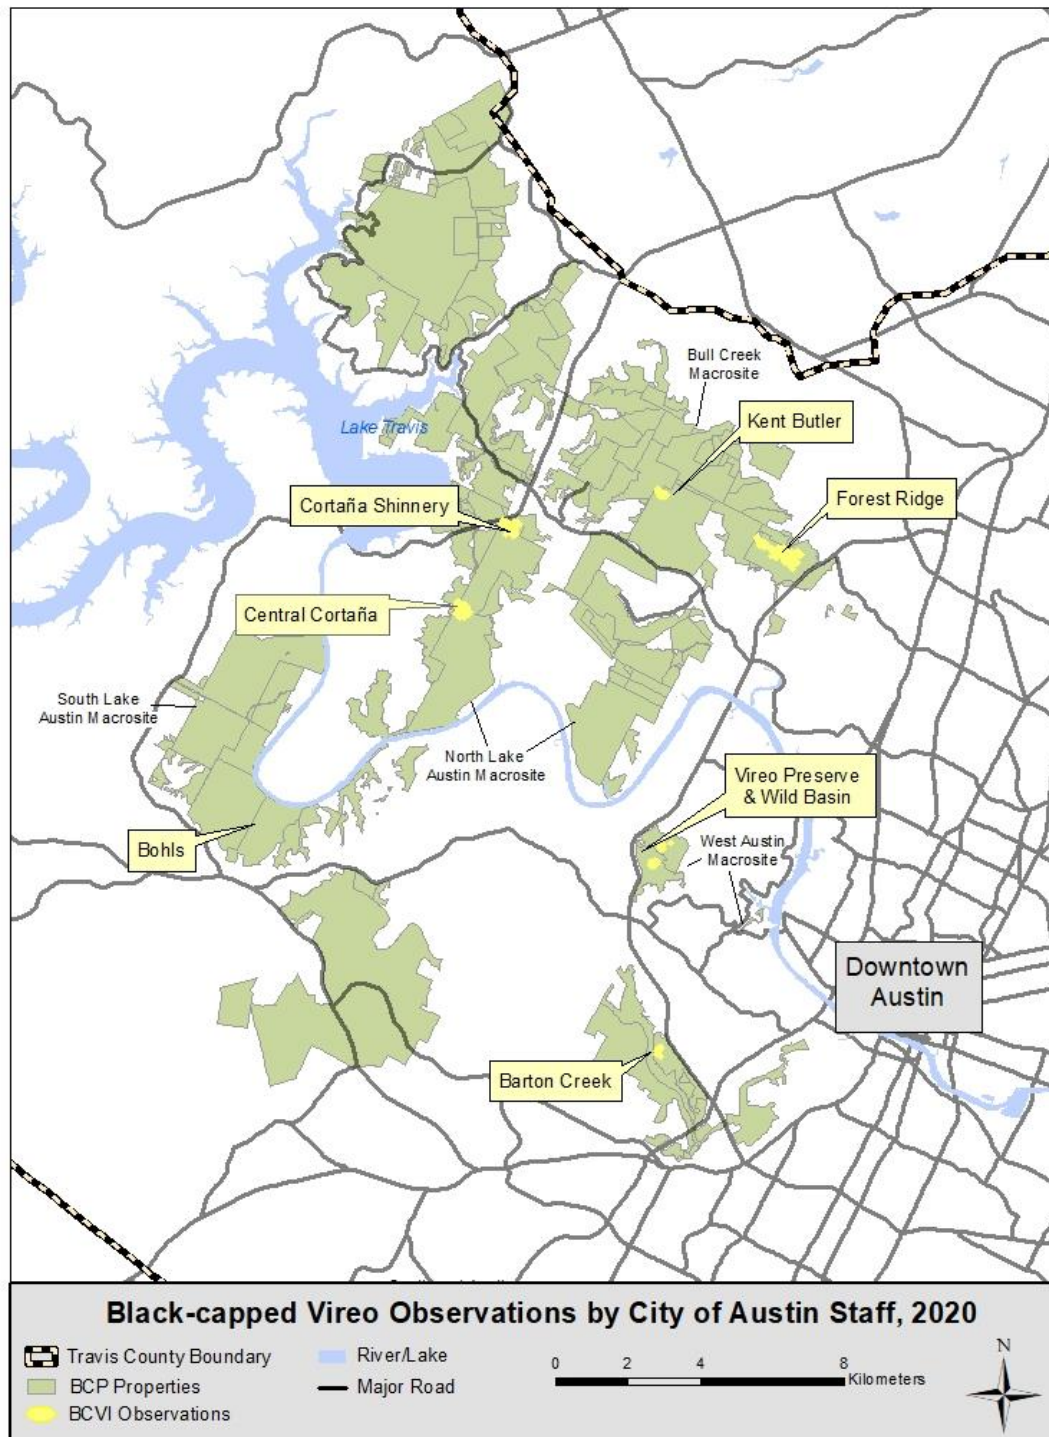 Bull Creek
Macrosite
Kent Butler
Lake Travis
Cortaña Shinnery
Forest Ridge
Central Cortaña
South Lake
Austin Macrosite
North Lake
Austin Macrosite
Vireo Preserve
& Wild Basin
Bohls
West Austin
Macrosite
Downtown
Austin
Barton Creek
Black-capped Vireo Observations by City of Austin Staff, 2020
Travis County Boundary
BCP Properties
BCVI Observations
River/Lake
Major Road
0 2 4 8
Kilometers
N